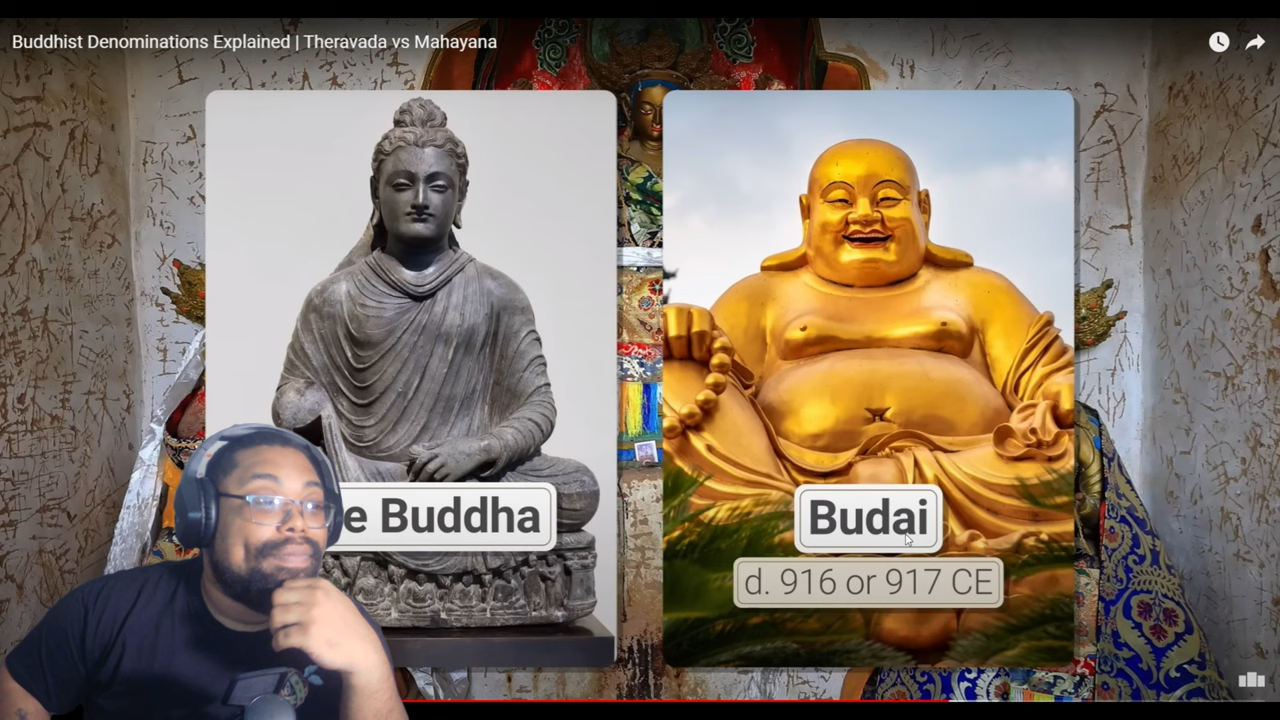 Buddhist Denominations Explained | Theravada vs Mahayana
e Buddha
Budai
d. 916 or 917 CE